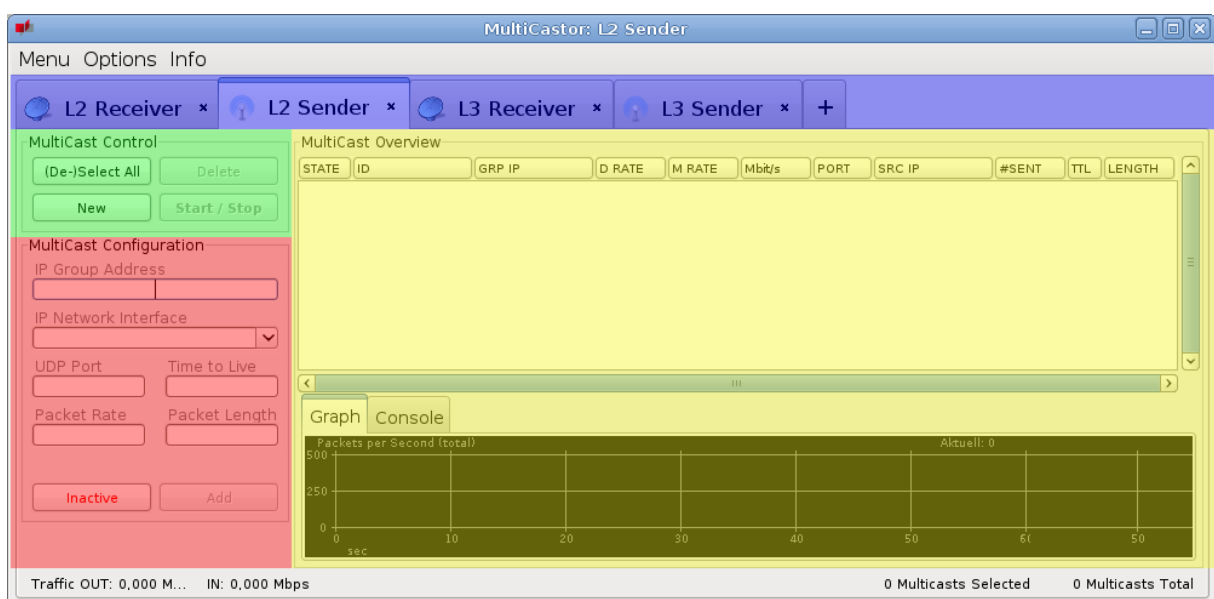 MultiCastor: L2 Sender
Menu Options Info
L2 Receiver × L2 Sender × L3 Receiver × L3 Sender × +
MultiCast Control
(De-)Select All Delete
New Start / Stop
MultiCast Configuration
IP Group Address
IP Network Interface
UDP Port Time to Live
Packet Rate Packet Length
Inactive Add
MultiCast Overview
STATE ID GRP IP D RATE M RATE Mbit/s PORT SRC IP #SENT TTL LENGTH
Graph Console
Packets per Second (total) Aktuell: 0
500
250
0
0 10 20 30 40 50 6( 50
sec
Traffic OUT: 0,000 M... IN: 0,000 Mbps 0 Multicasts Selected 0 Multicasts Total